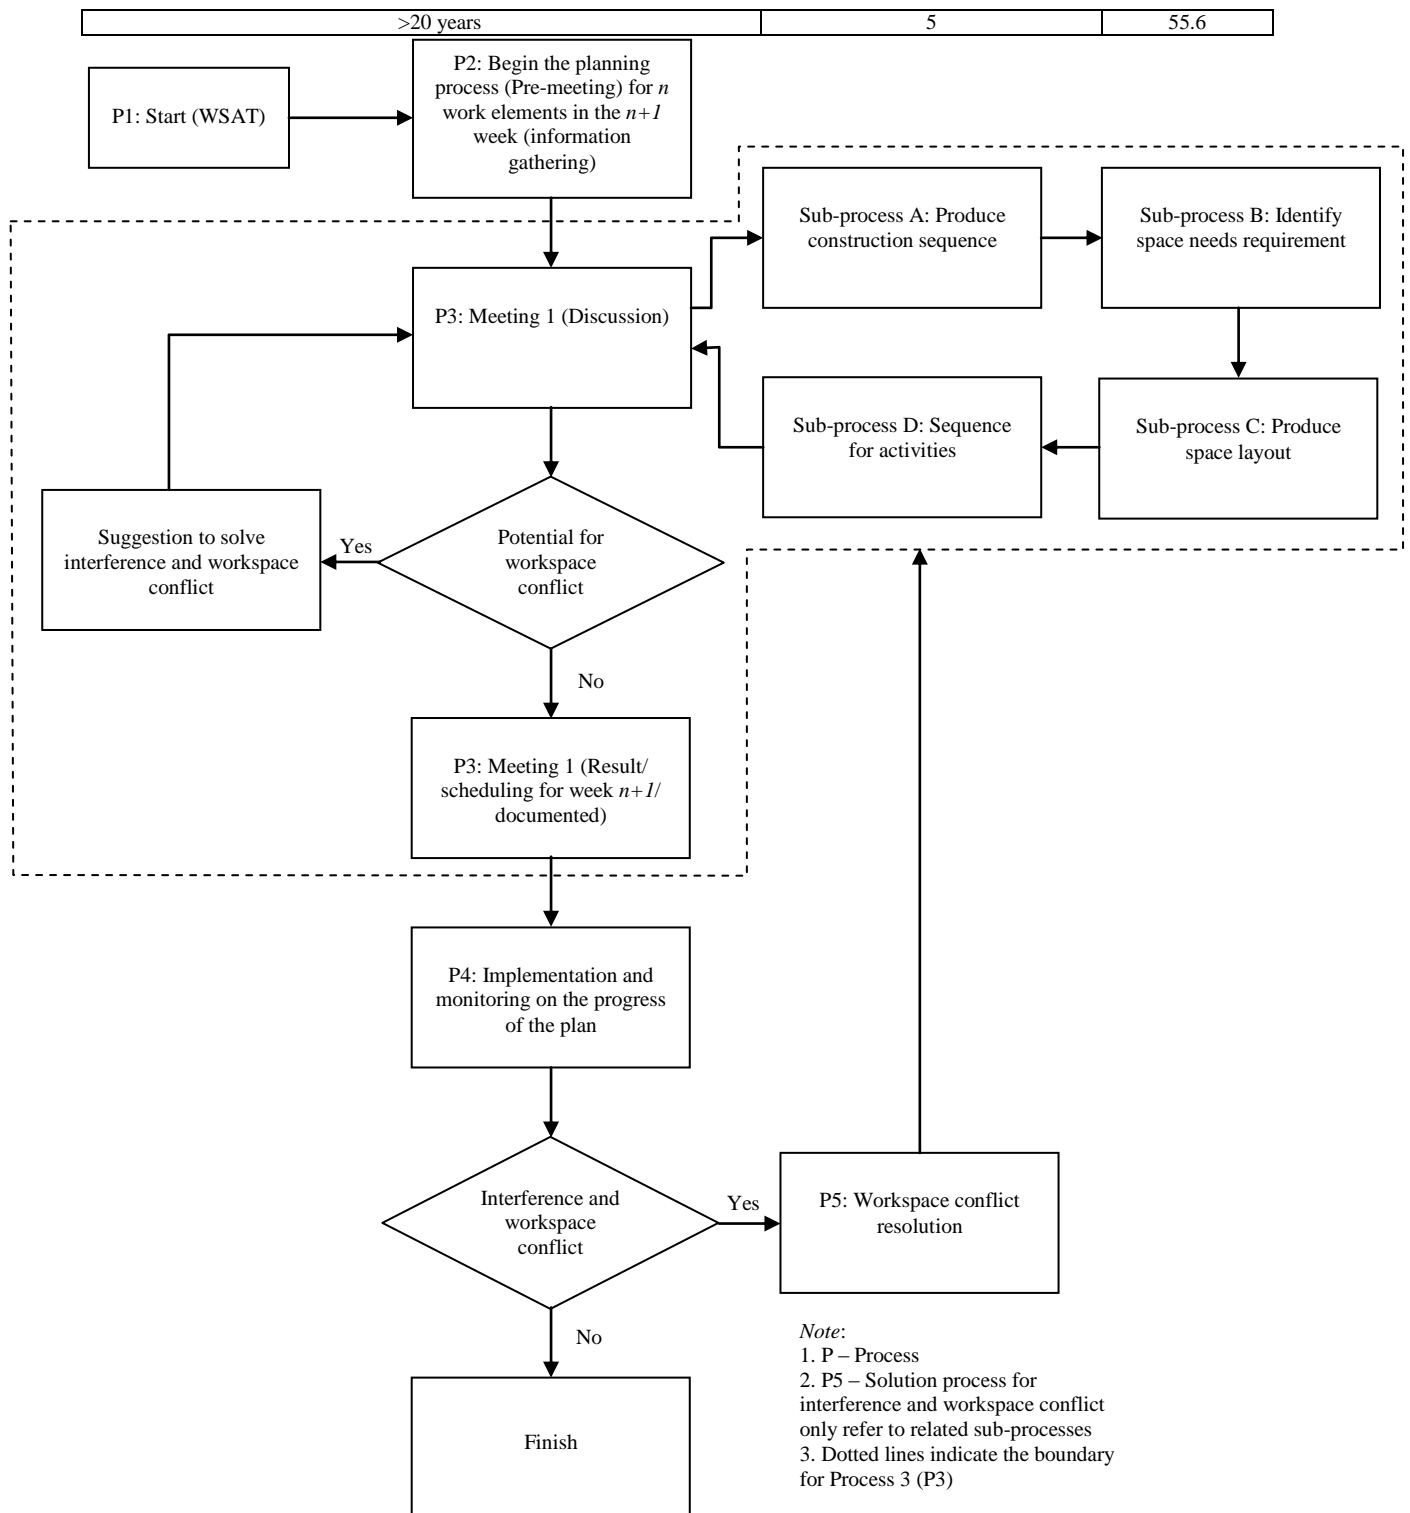 >20 years 5 55.6
P1: Start (WSAT)
P2: Begin the planning
process (Pre-meeting) for n
work elements in the n+1
week (information
gathering)
Sub-process A: Produce
construction sequence
Sub-process B: Identify
space needs requirement
P3: Meeting 1 (Discussion)
Sub-process D: Sequence
for activities
Sub-process C: Produce
space layout
Suggestion to solve
interference and workspace
conflict
Yes
Potential for
workspace
conflict
No
P3: Meeting 1 (Result/
scheduling for week n+1/
documented)
P4: Implementation and
monitoring on the progress
of the plan
Interference and
workspace
conflict
Yes
P5: Workspace conflict
resolution
No
Finish
Note:
1. P – Process
2. P5 – Solution process for
interference and workspace conflict
only refer to related sub-processes
3. Dotted lines indicate the boundary
for Process 3 (P3)